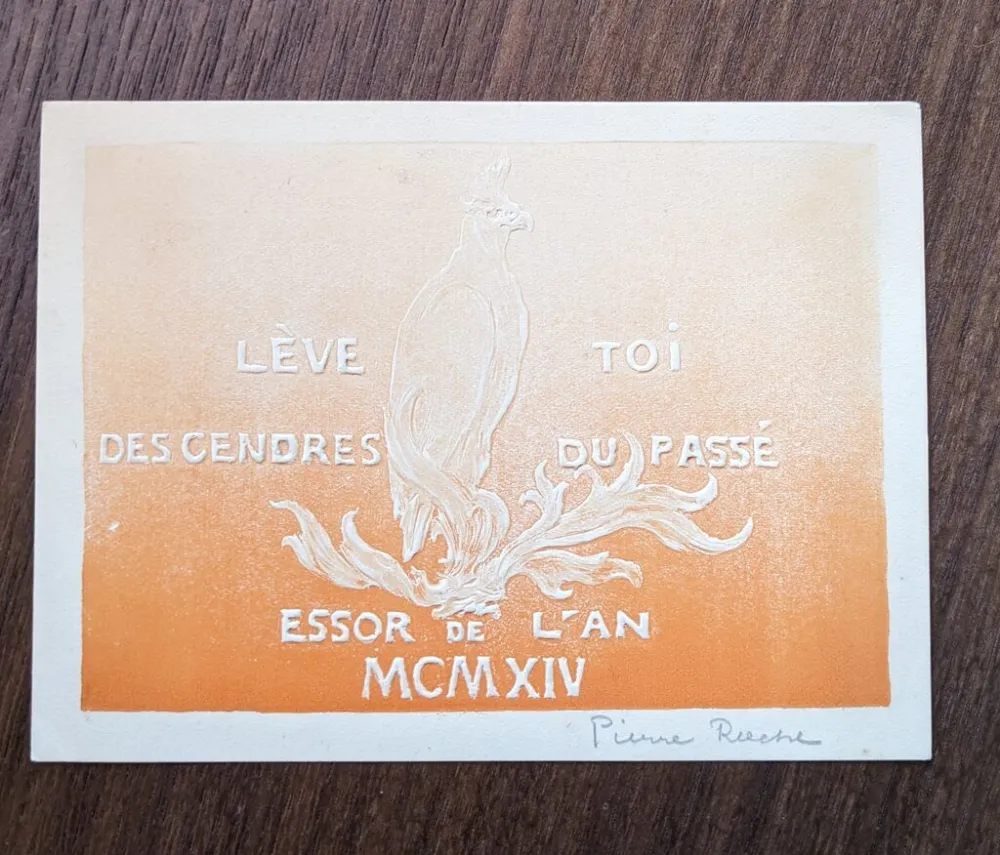 LÈVE TOi
DES CENDRES DU PASSÉ
ESSOR DE L'AN
MCMXIV
Pierre Roche